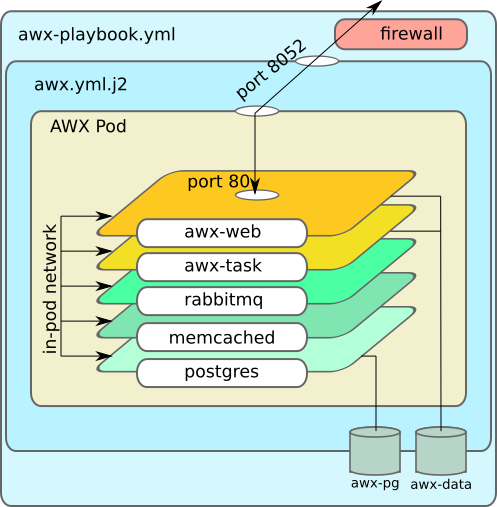 awx-playbook.yml
firewall
port 8052
awx.yml.j2
AWX Pod
port 80
in-pod network
awx-web
awx-task
rabbitmq
memcached
postgres
awx-pg
awx-data